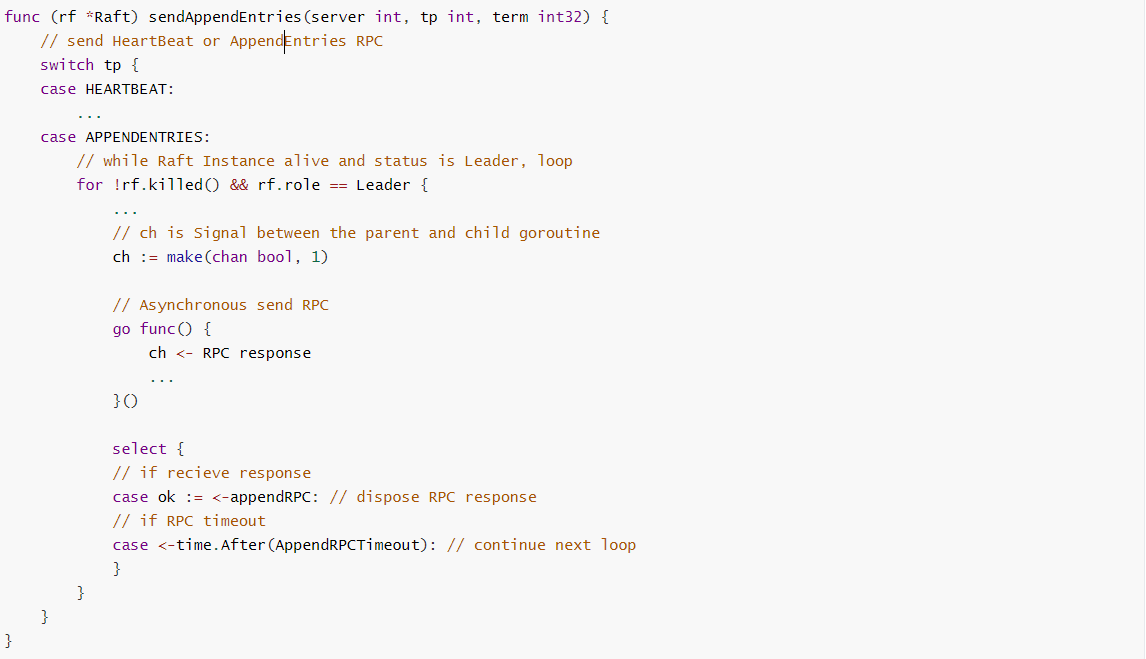 func (rf *Raft) sendAppendEntries(server int, tp int, term int32) {
    // send HeartBeat or AppendEntries RPC
    switch tp {
    case HEARTBEAT:
        ...
    case APPENDENTRIES:
        // while Raft Instance alive and status is Leader, loop
        for !rf.killed() && rf.role == Leader {
            ...
            // ch is Signal between the parent and child goroutine
            ch := make(chan bool, 1)

            // Asynchronous send RPC
            go func() {
                ch <- RPC response
                ...
            }()

            select {
            // if recieve response
            case ok := <-appendRPC: // dispose RPC response
            // if RPC timeout
            case <-time.After(AppendRPCTimeout): // continue next loop
            }
        }
    }
}